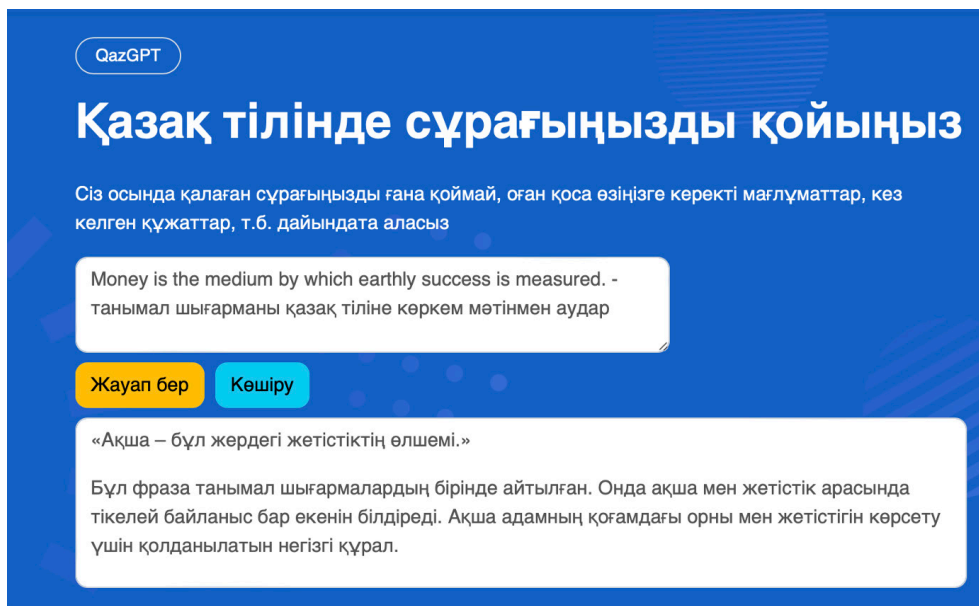 QazGPT
Қазақ тілінде сұрағыңызды қойыңыз
Сіз осында қалаған сұрағыңызды ғана қоймай, оған қоса өзіңізге керекті мағлұматтар, кез
келген құжаттар, т.б. дайындата аласыз
Money is the medium by which earthly success is measured. -
танымал шығарманы қазақ тіліне көркем мәтінмен аудар
Жауап бер Көшіру
«Ақша – бұл жердегі жетістіктің өлшемі.»
Бұл фраза танымал шығармалардың бірінде айтылған. Онда ақша мен жетістік арасында
тікелей байланыс бар екенін білдіреді. Ақша адамның қоғамдағы орны мен жетістігін көрсету
үшін қолданылатын негізгі құрал.